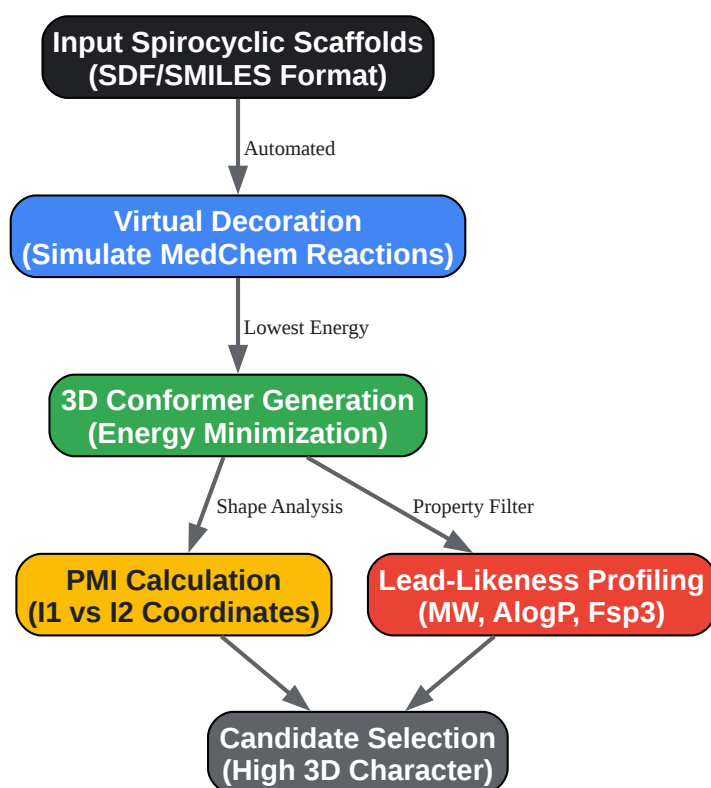 Input Spirocyclic Scaffolds
(SDF/SMILES Format)
Automated
Virtual Decoration
(Simulate MedChem Reactions)
Lowest Energy
3D Conformer Generation
(Energy Minimization)
Shape Analysis
Property Filter
PMI Calculation
(I1 vs I2 Coordinates)
Lead-Likeness Profiling
(MW, AlogP, Fsp3)
Candidate Selection
(High 3D Character)